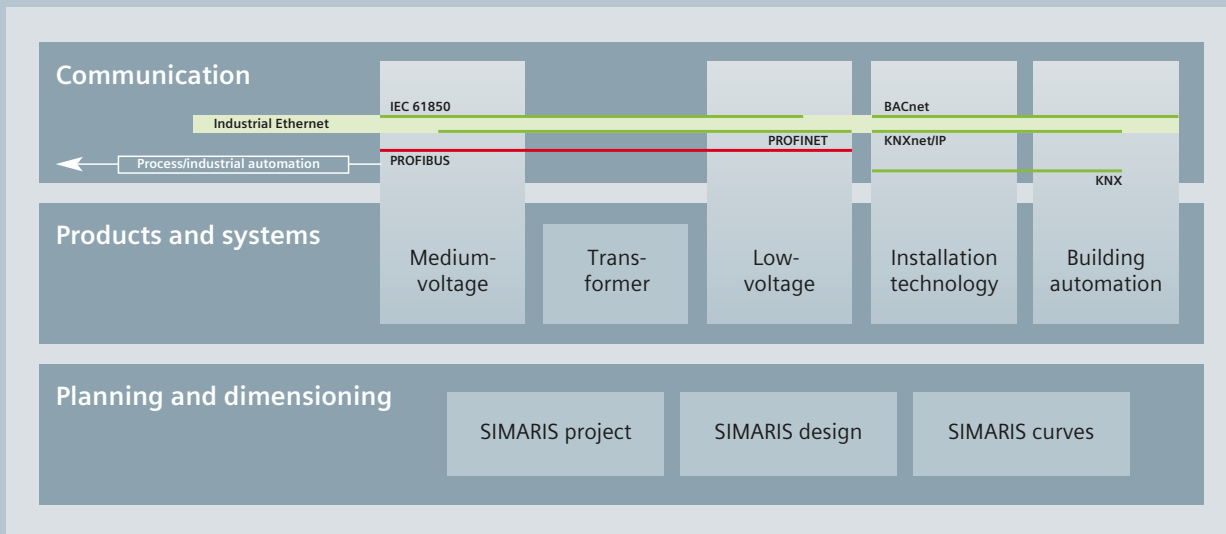 Communication
IEC 61850
BACnet
Industrial Ethernet
PROFINET
KNXnet/IP
Process/industrial automation
PROFIBUS
KNX
Products and systems
Medium-
voltage
Trans-
former
Low-
voltage
Installation
technology
Building
automation
Planning and dimensioning
SIMARIS project
SIMARIS design
SIMARIS curves